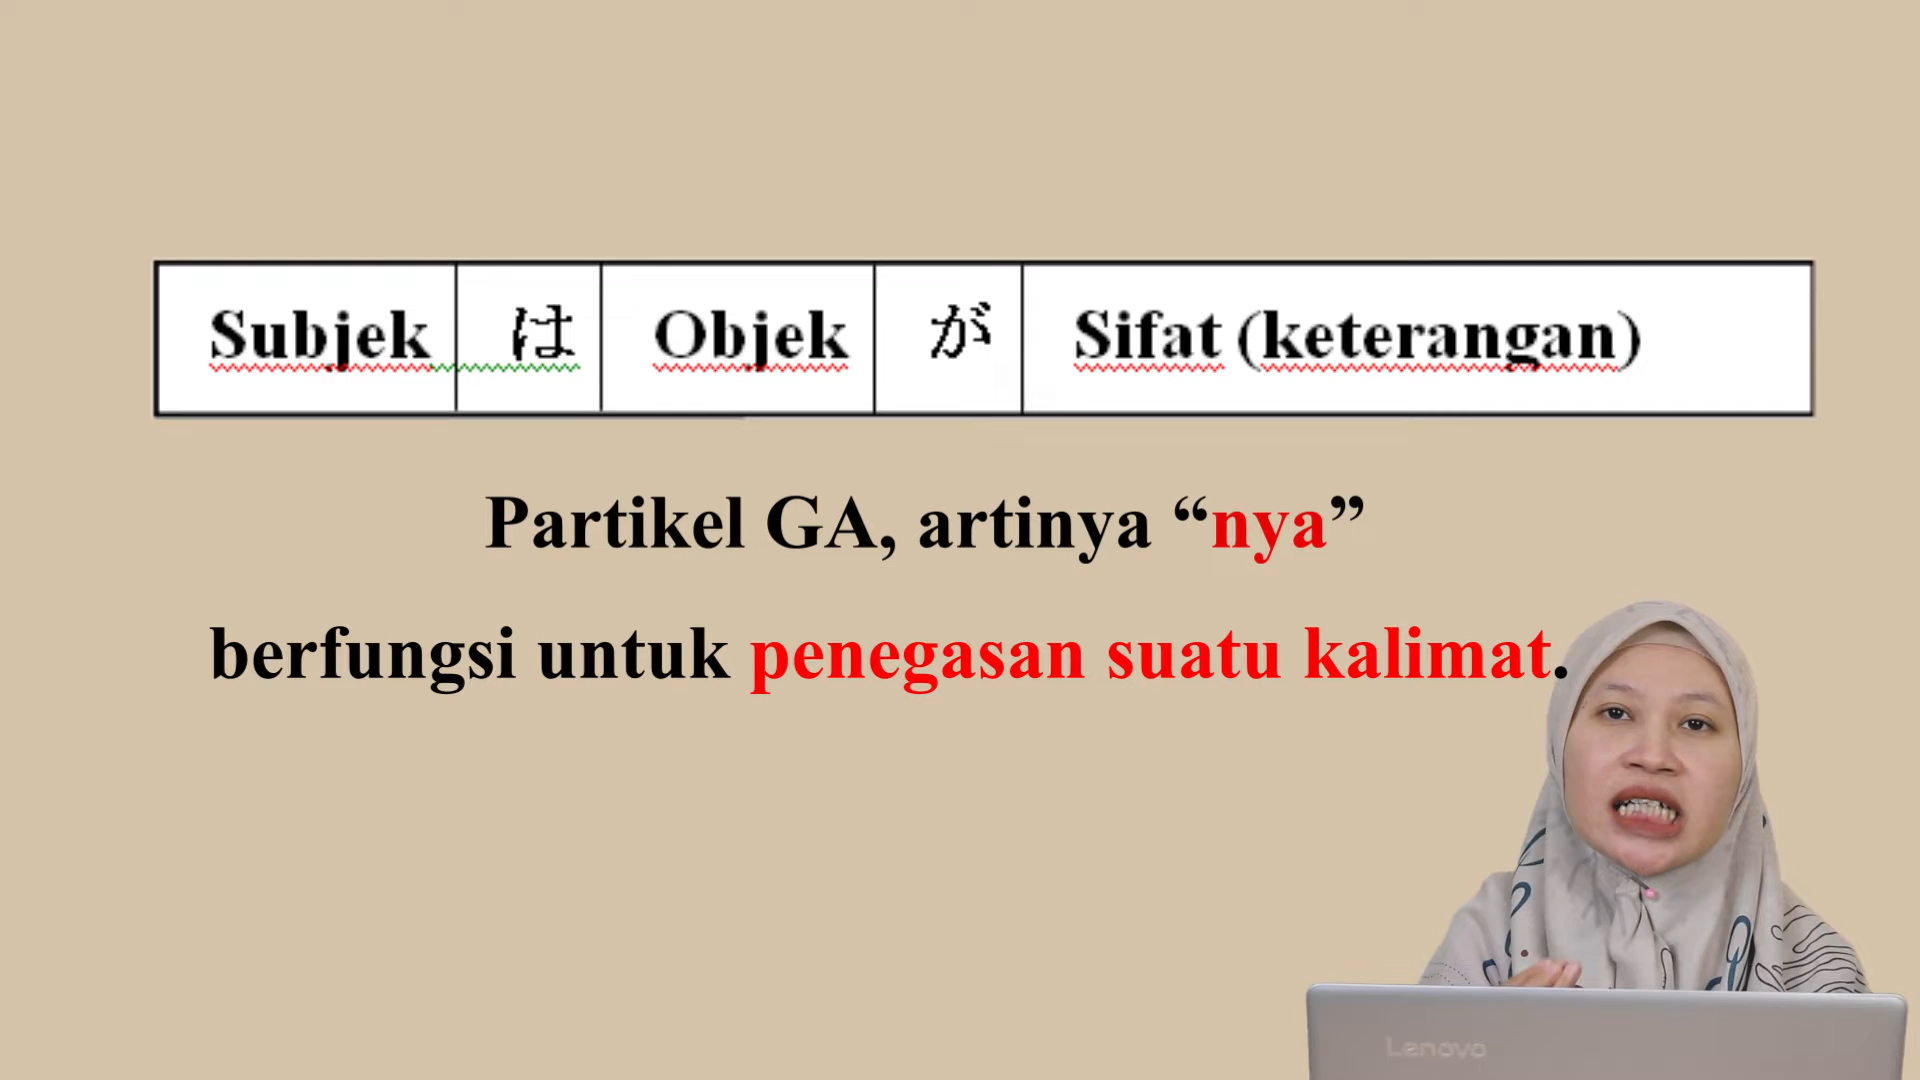 Subjek は Objek が Sifat (keterangan)
Partikel GA, artinya “nya”
berfungsi untuk penegasan suatu kalimat.
Lenovo